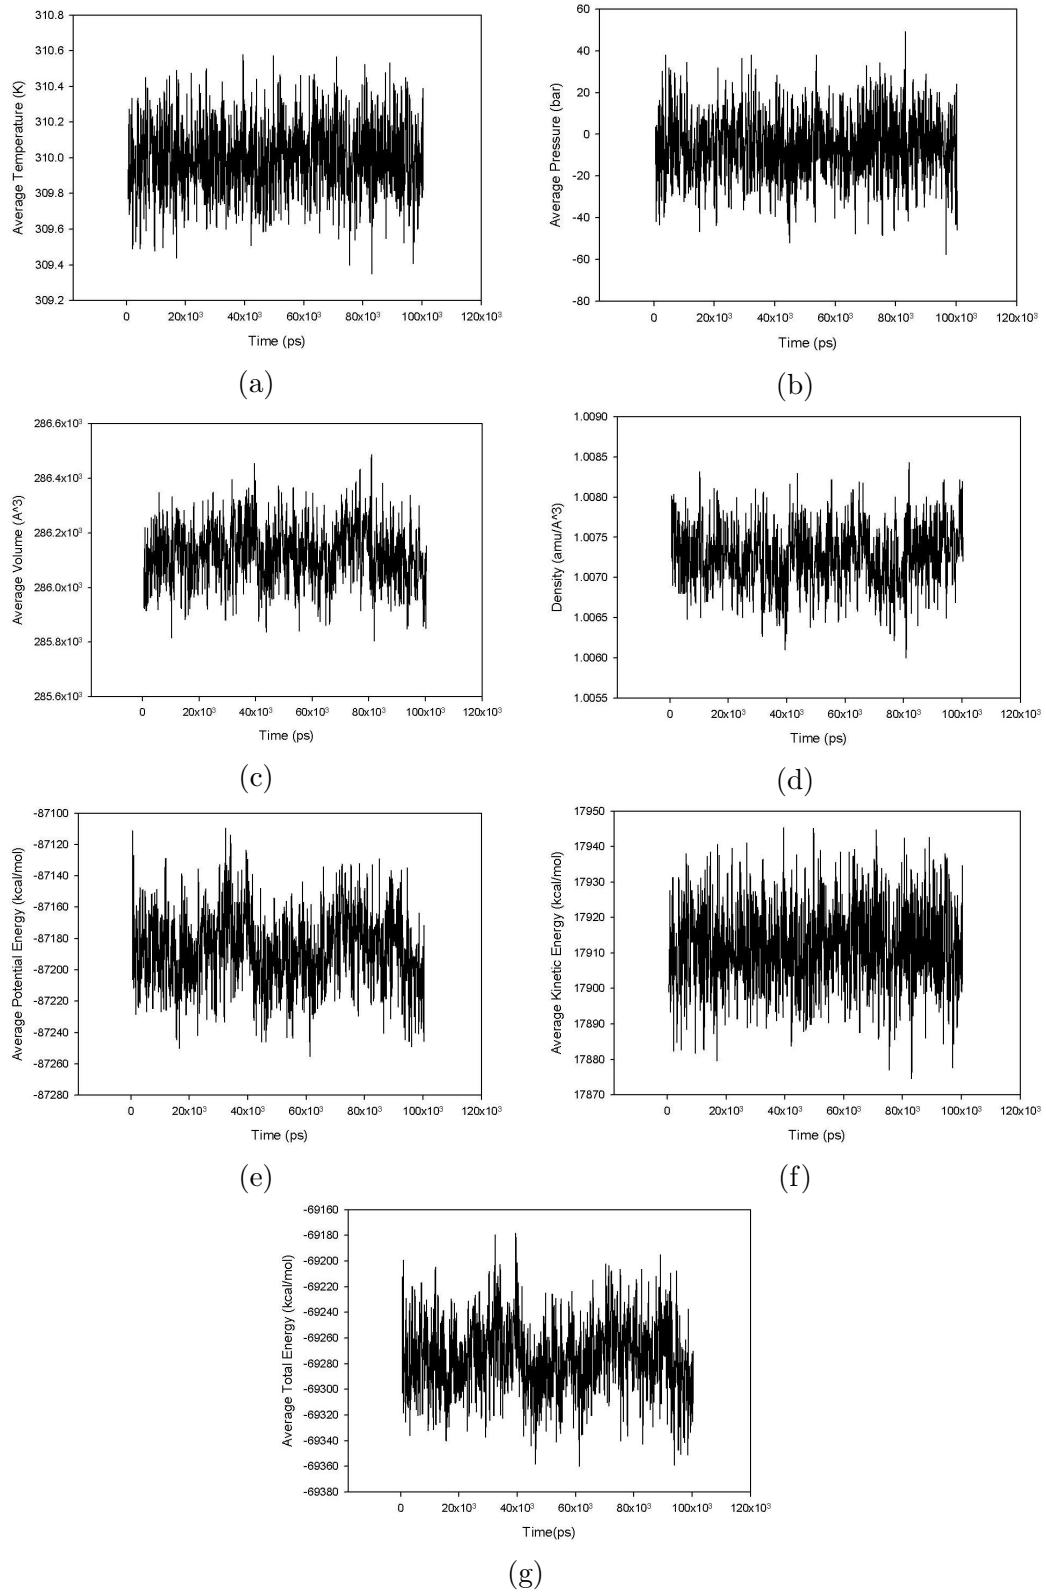 310.8
310.6
310.4
310.2
310.0
309.8
309.6
309.4
309.2
Average Temperature (K)
0 20x10³ 40x10³ 60x10³ 80x10³ 100x10³ 120x10³
Time (ps)
(a)
60
40
20
0
-20
-40
-60
-80
Average Pressure (bar)
0 20x10³ 40x10³ 60x10³ 80x10³ 100x10³ 120x10³
Time (ps)
(b)
286.6x10³
286.4x10³
286.2x10³
286.0x10³
285.8x10³
285.6x10³
Average Volume (A^3)
0 20x10³ 40x10³ 60x10³ 80x10³ 100x10³ 120x10³
Time (ps)
(c)
1.0090
1.0085
1.0080
1.0075
1.0070
1.0065
1.0060
1.0055
Density (amu/A^3)
0 20x10³ 40x10³ 60x10³ 80x10³ 100x10³ 120x10³
Time (ps)
(d)
-87100
-87120
-87140
-87160
-87180
-87200
-87220
-87240
-87260
-87280
Average Potential Energy (kcal/mol)
0 20x10³ 40x10³ 60x10³ 80x10³ 100x10³ 120x10³
Time (ps)
(e)
17950
17940
17930
17920
17910
17900
17890
17880
17870
Average Kinetic Energy (kcal/mol)
0 20x10³ 40x10³ 60x10³ 80x10³ 100x10³ 120x10³
Time (ps)
(f)
-69160
-69180
-69200
-69220
-69240
-69260
-69280
-69300
-69320
-69340
-69360
-69380
Average Total Energy (kcal/mol)
0 20x10³ 40x10³ 60x10³ 80x10³ 100x10³ 120x10³
Time(ps)
(g)